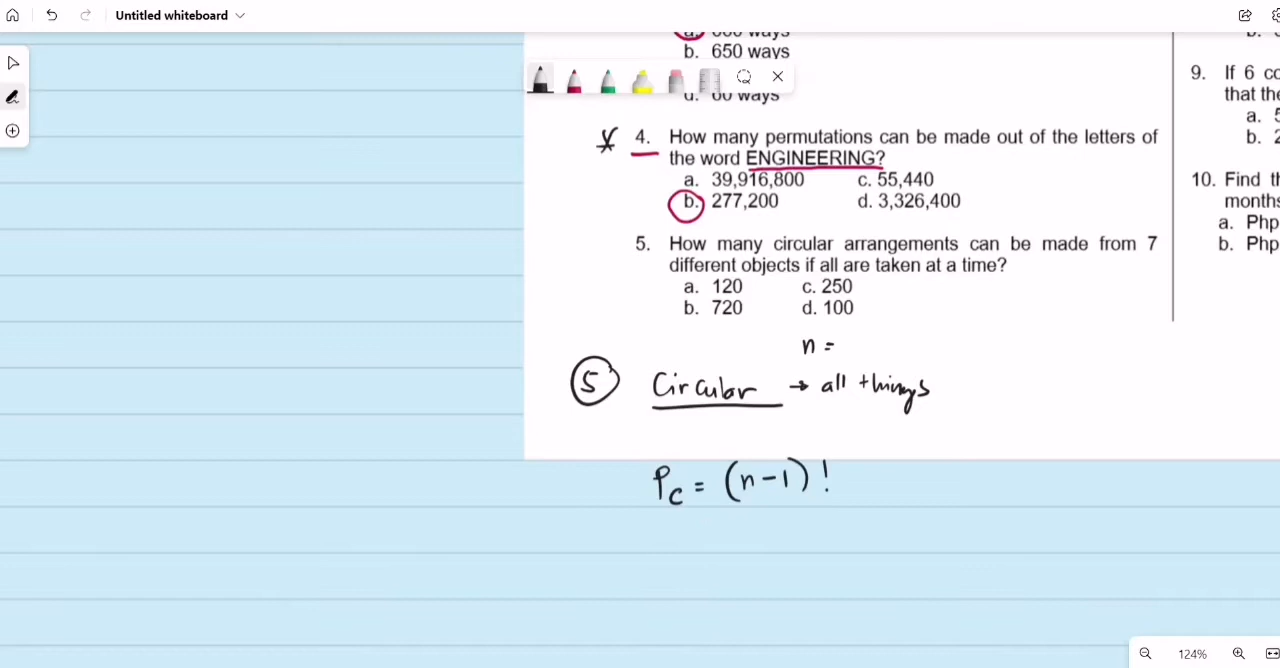 Untitled whiteboard
b. 650 ways
ways
4. How many permutations can be made out of the letters of
the word ENGINEERING?
a. 39,916,800 c. 55,440
b. 277,200 d. 3,326,400
5. How many circular arrangements can be made from 7
different objects if all are taken at a time?
a. 120 c. 250
b. 720 d. 100
9. If 6 co
that the
a. 5
b. 2
10. Find th
months
a. Php
b. Php
n =
5 Circular → all things
Pc = (n-1)!
124%